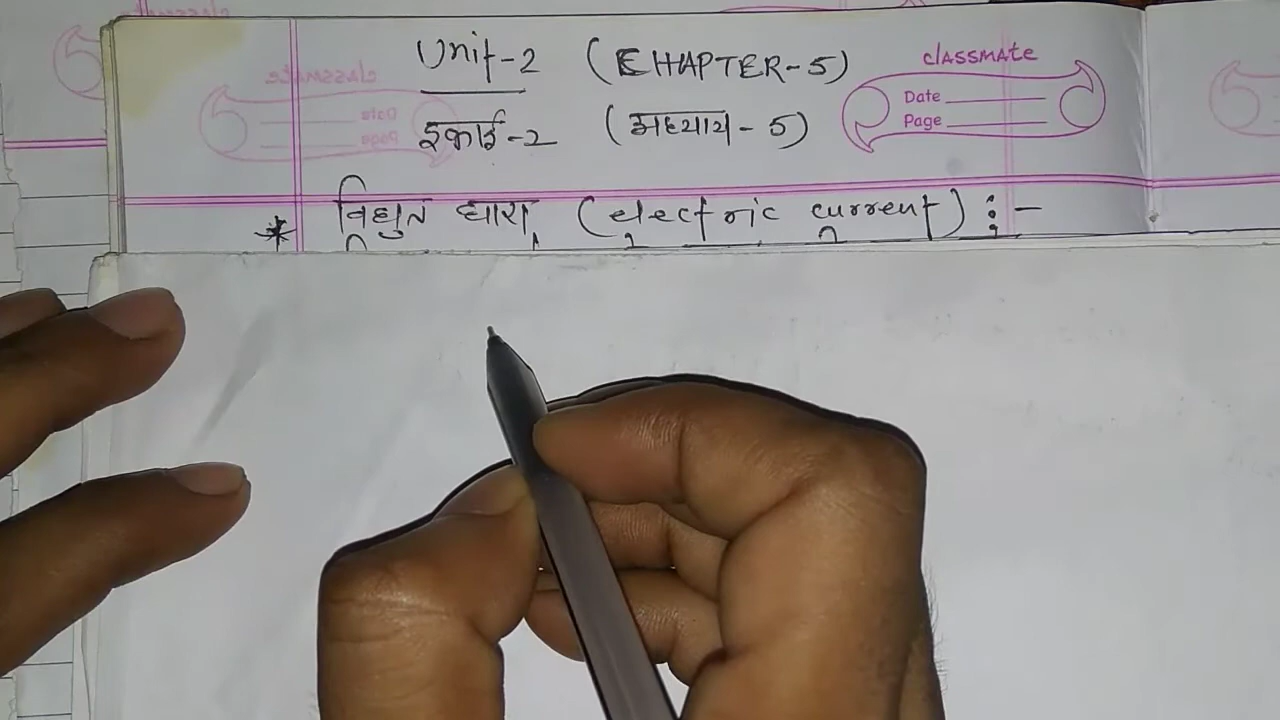 Unit-2 (CHAPTER-5)
classmate
Date
Page
इकाई-2 (अध्याय-5)
* विधुत धारा (electric current) :-